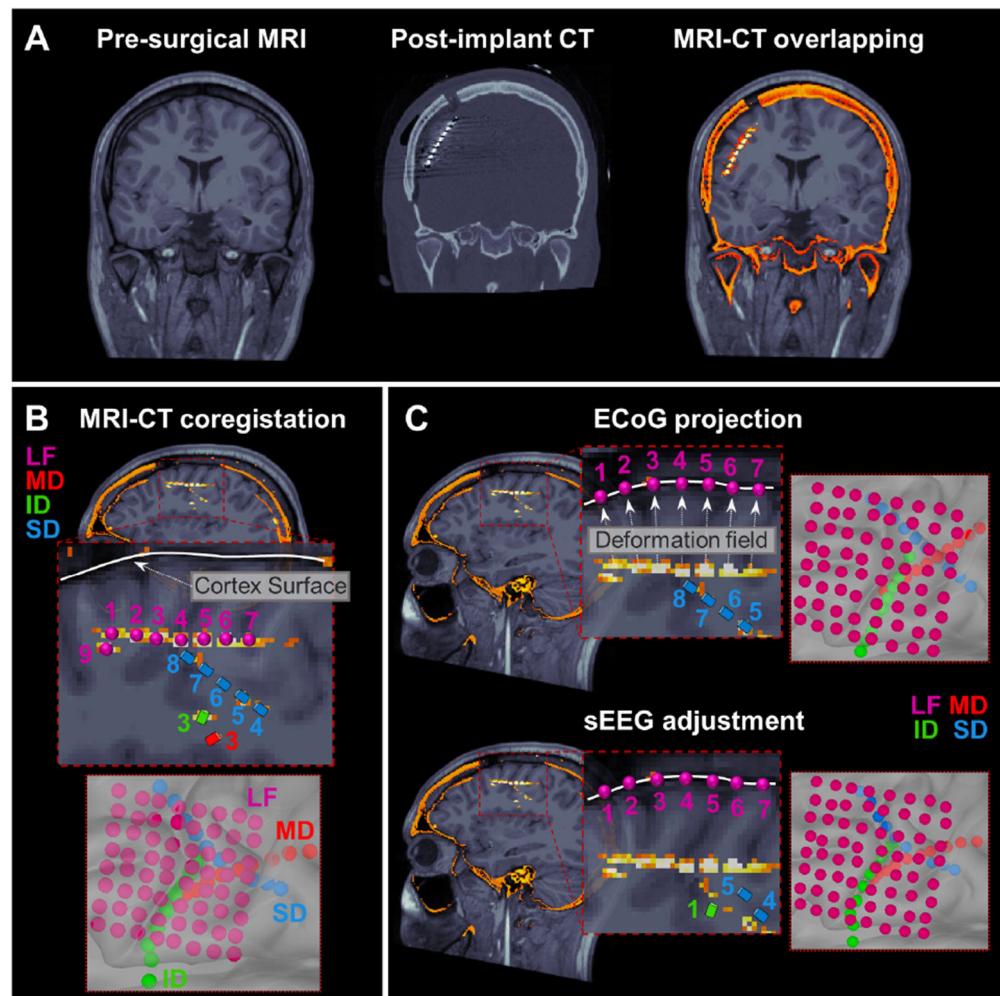 A
Pre-surgical MRI
Post-implant CT
MRI-CT overlapping
B
MRI-CT coregistation
LF
MD
ID
SD
Cortex Surface
1 2 3 4 5 6 7
9
8
7
6
5
4
3
3
LF
MD
SD
ID
C
ECoG projection
1 2 3 4 5 6 7
Deformation field
8
7
6
5
LF MD
ID SD
sEEG adjustment
1 2 3 4 5 6 7
5
4
1